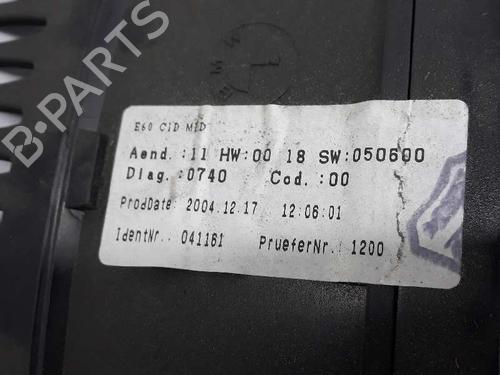 E60 CID MID
Aend.:11 HW:00 18 SW:050600
Diag.:0740 Cod.:00
ProdDate: 2004.12.17 12:06:01
IdentNr.: 041161 PrueferNr.: 1200
B-PARTS